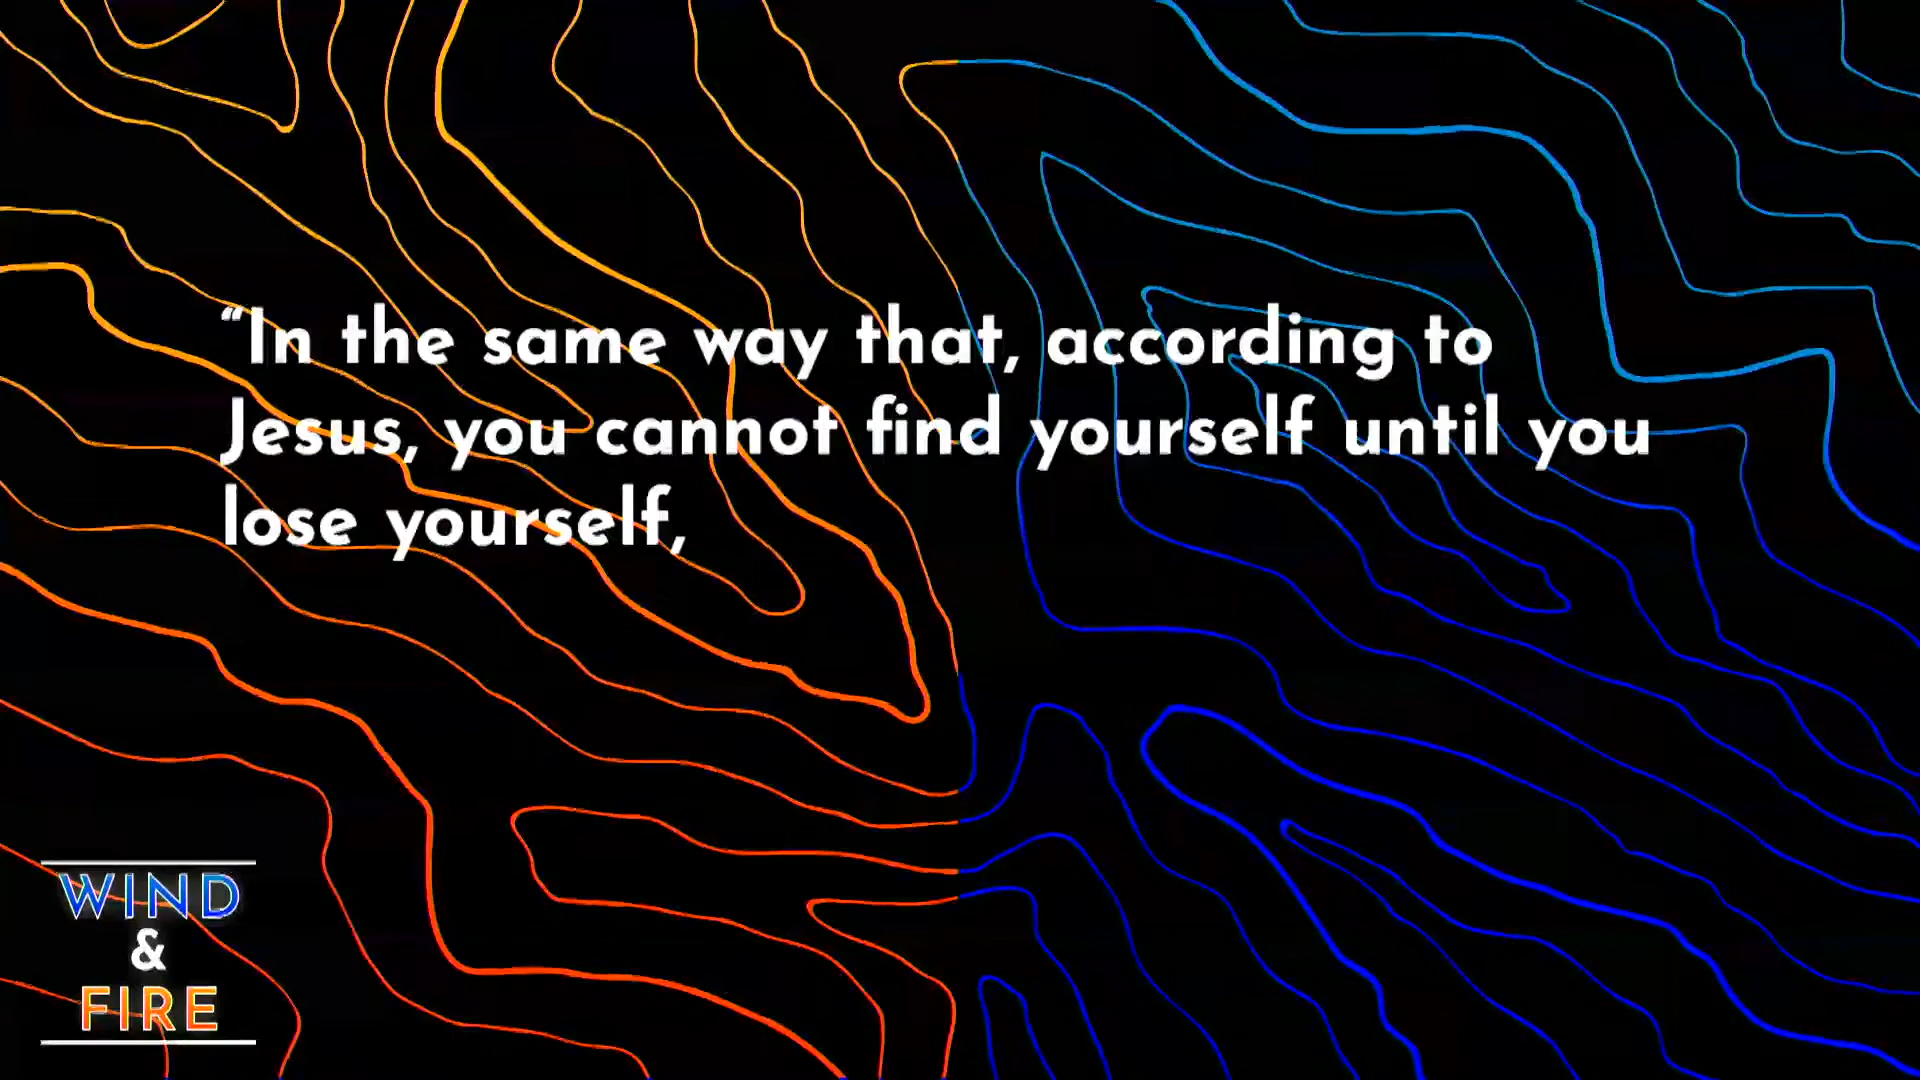 “In the same way that, according to
Jesus, you cannot find yourself until you
lose yourself,
WIND
&
FIRE